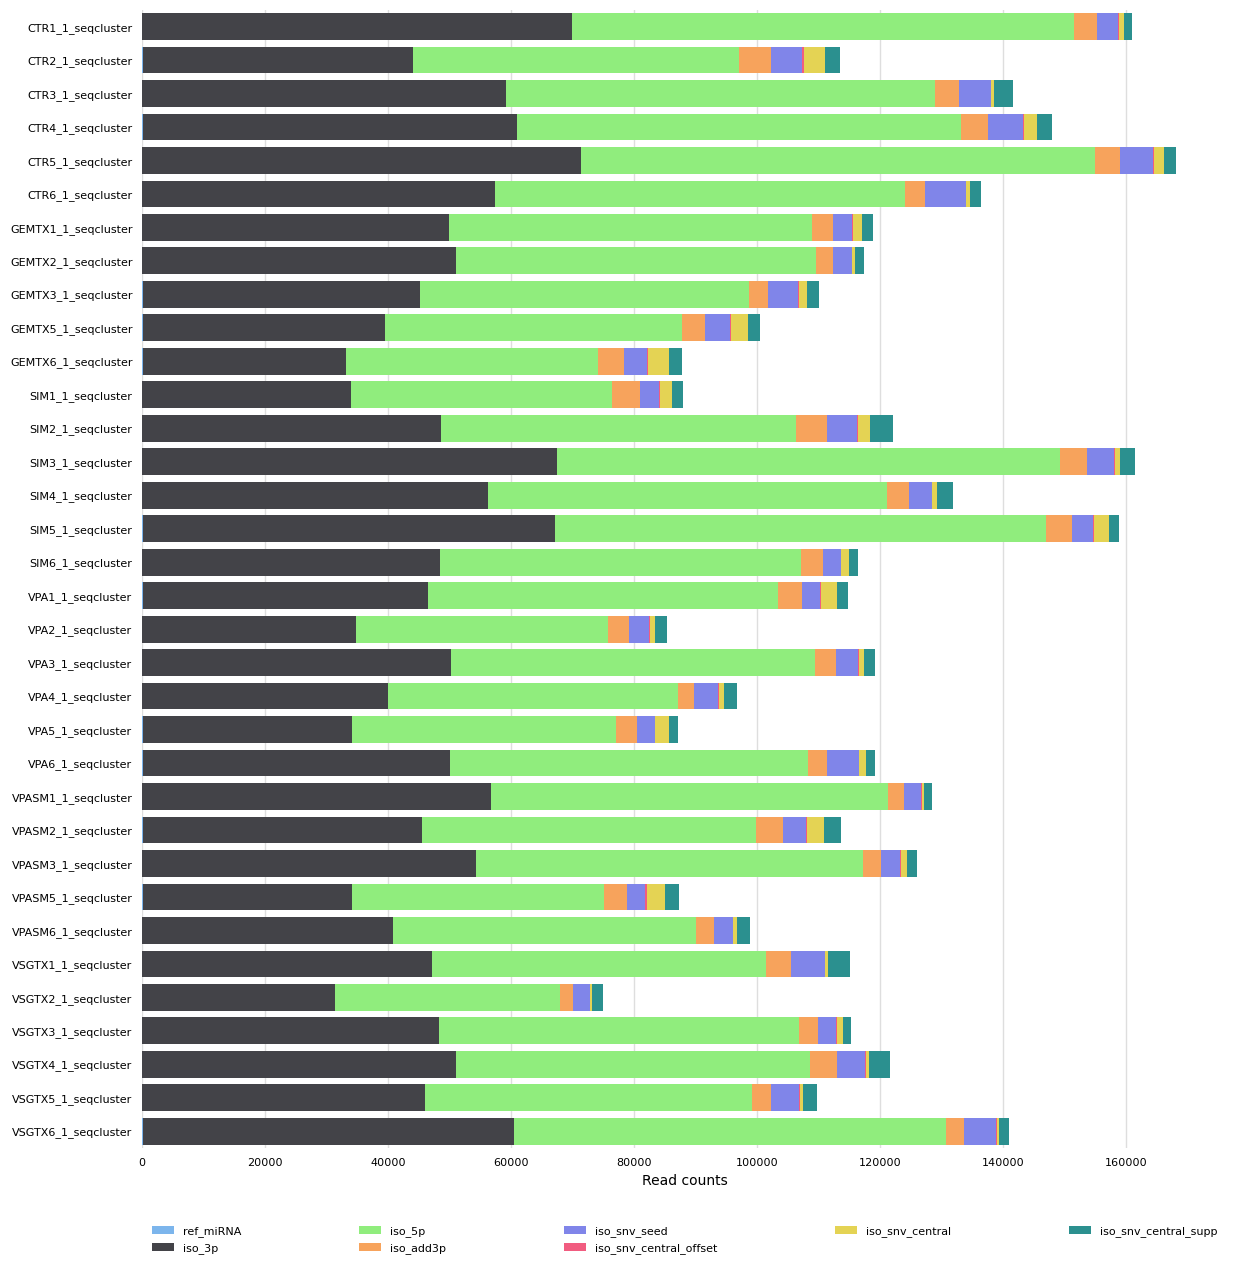 CTR1_1_seqcluster
CTR2_1_seqcluster
CTR3_1_seqcluster
CTR4_1_seqcluster
CTR5_1_seqcluster
CTR6_1_seqcluster
GEMTX1_1_seqcluster
GEMTX2_1_seqcluster
GEMTX3_1_seqcluster
GEMTX5_1_seqcluster
GEMTX6_1_seqcluster
SIM1_1_seqcluster
SIM2_1_seqcluster
SIM3_1_seqcluster
SIM4_1_seqcluster
SIM5_1_seqcluster
SIM6_1_seqcluster
VPA1_1_seqcluster
VPA2_1_seqcluster
VPA3_1_seqcluster
VPA4_1_seqcluster
VPA5_1_seqcluster
VPA6_1_seqcluster
VPASM1_1_seqcluster
VPASM2_1_seqcluster
VPASM3_1_seqcluster
VPASM5_1_seqcluster
VPASM6_1_seqcluster
VSGTX1_1_seqcluster
VSGTX2_1_seqcluster
VSGTX3_1_seqcluster
VSGTX4_1_seqcluster
VSGTX5_1_seqcluster
VSGTX6_1_seqcluster
0 20000 40000 60000 80000 100000 120000 140000 160000
Read counts
ref_miRNA iso_5p iso_snv_seed iso_snv_central iso_snv_central_supp
iso_3p iso_add3p iso_snv_central_offset